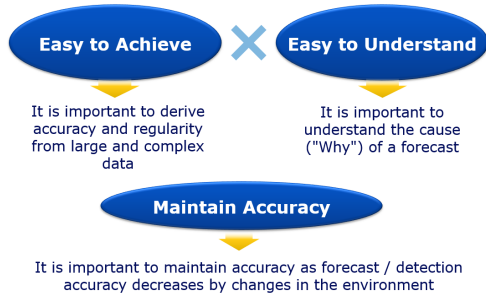 Easy to Achieve
Easy to Understand
It is important to derive
accuracy and regularity
from large and complex
data
It is important to
understand the cause
("Why") of a forecast
Maintain Accuracy
It is important to maintain accuracy as forecast / detection
accuracy decreases by changes in the environment